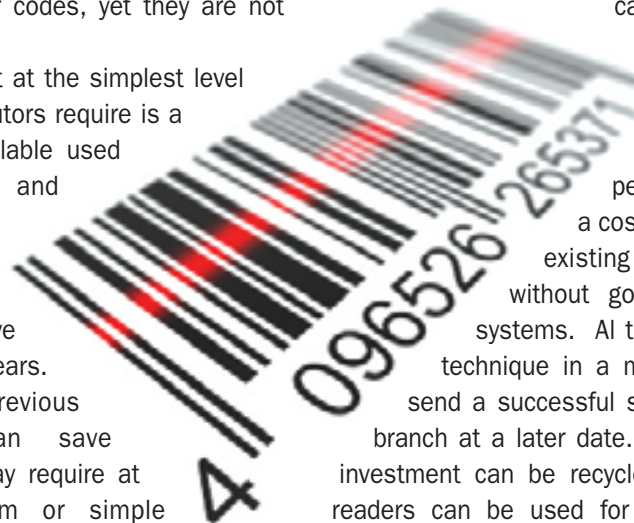 r codes, yet they are not
t at the simplest level
utors require is a
lable used
and
ve
ears.
revious
an save
ay require at
m or simple
4 096526 265371
ca
pe
a cos
existing
without go
systems. Al t
technique in a m
send a successful s
branch at a later date.
investment can be recycle
readers can be used for